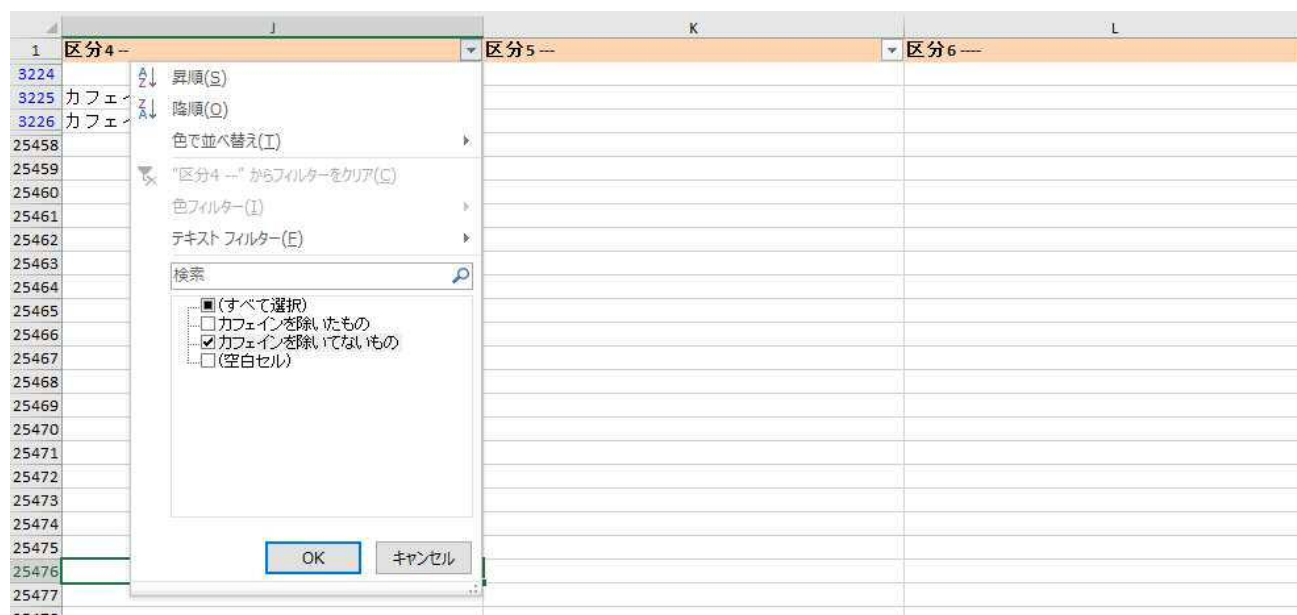 J K L
1 区分4 -- 区分5 --- 区分6 ----
3224
3225 カフェイ
3226 カフェイ
25458
25459
25460
25461
25462
25463
25464
25465
25466
25467
25468
25469
25470
25471
25472
25473
25474
25475
25476
25477
昇順(S)
降順(O)
色で並べ替え(T)
"区分4 --" からフィルターをクリア(C)
色フィルター(I)
テキスト フィルター(F)
検索
(すべて選択)
カフェインを除いたもの
カフェインを除いてないもの
(空白セル)
OK キャンセル